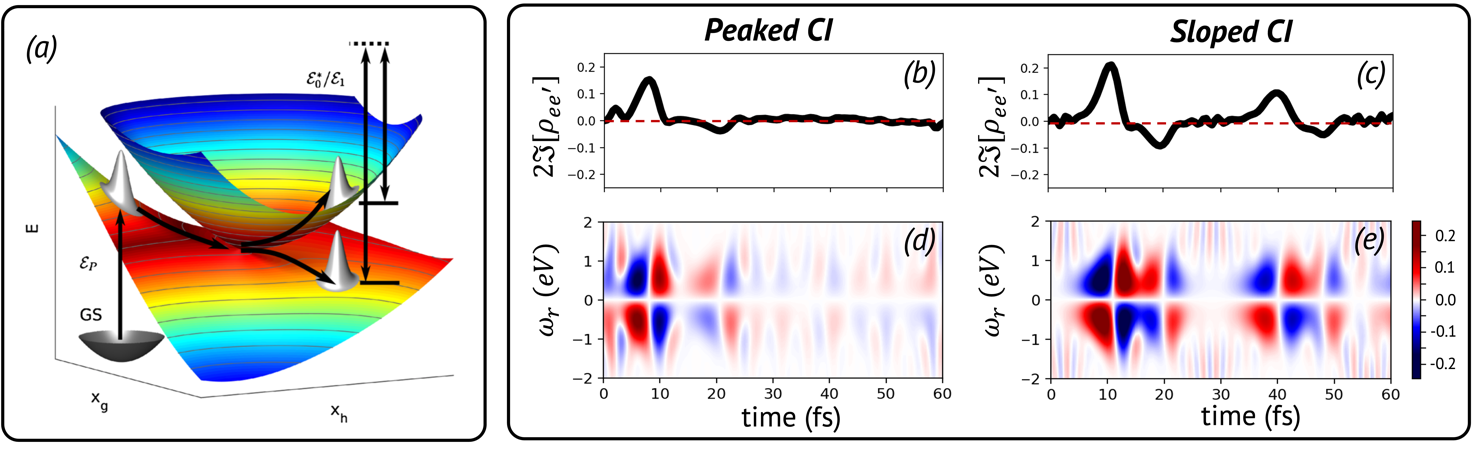 (a)
ℰ₀*/ℰ₁
E
ℰ_P
GS
x_g
x_h
Peaked CI
Sloped CI
(b)
2ℑ[ρ_ee′]
0.2
0.1
0.0
−0.1
−0.2
(c)
2ℑ[ρ_ee′]
0.2
0.1
0.0
−0.1
−0.2
(d)
ω_r (eV)
2
1
0
−1
−2
0 10 20 30 40 50 60
time (fs)
(e)
ω_r (eV)
2
1
0
−1
−2
0 10 20 30 40 50 60
time (fs)
0.2
0.1
0.0
-0.1
-0.2